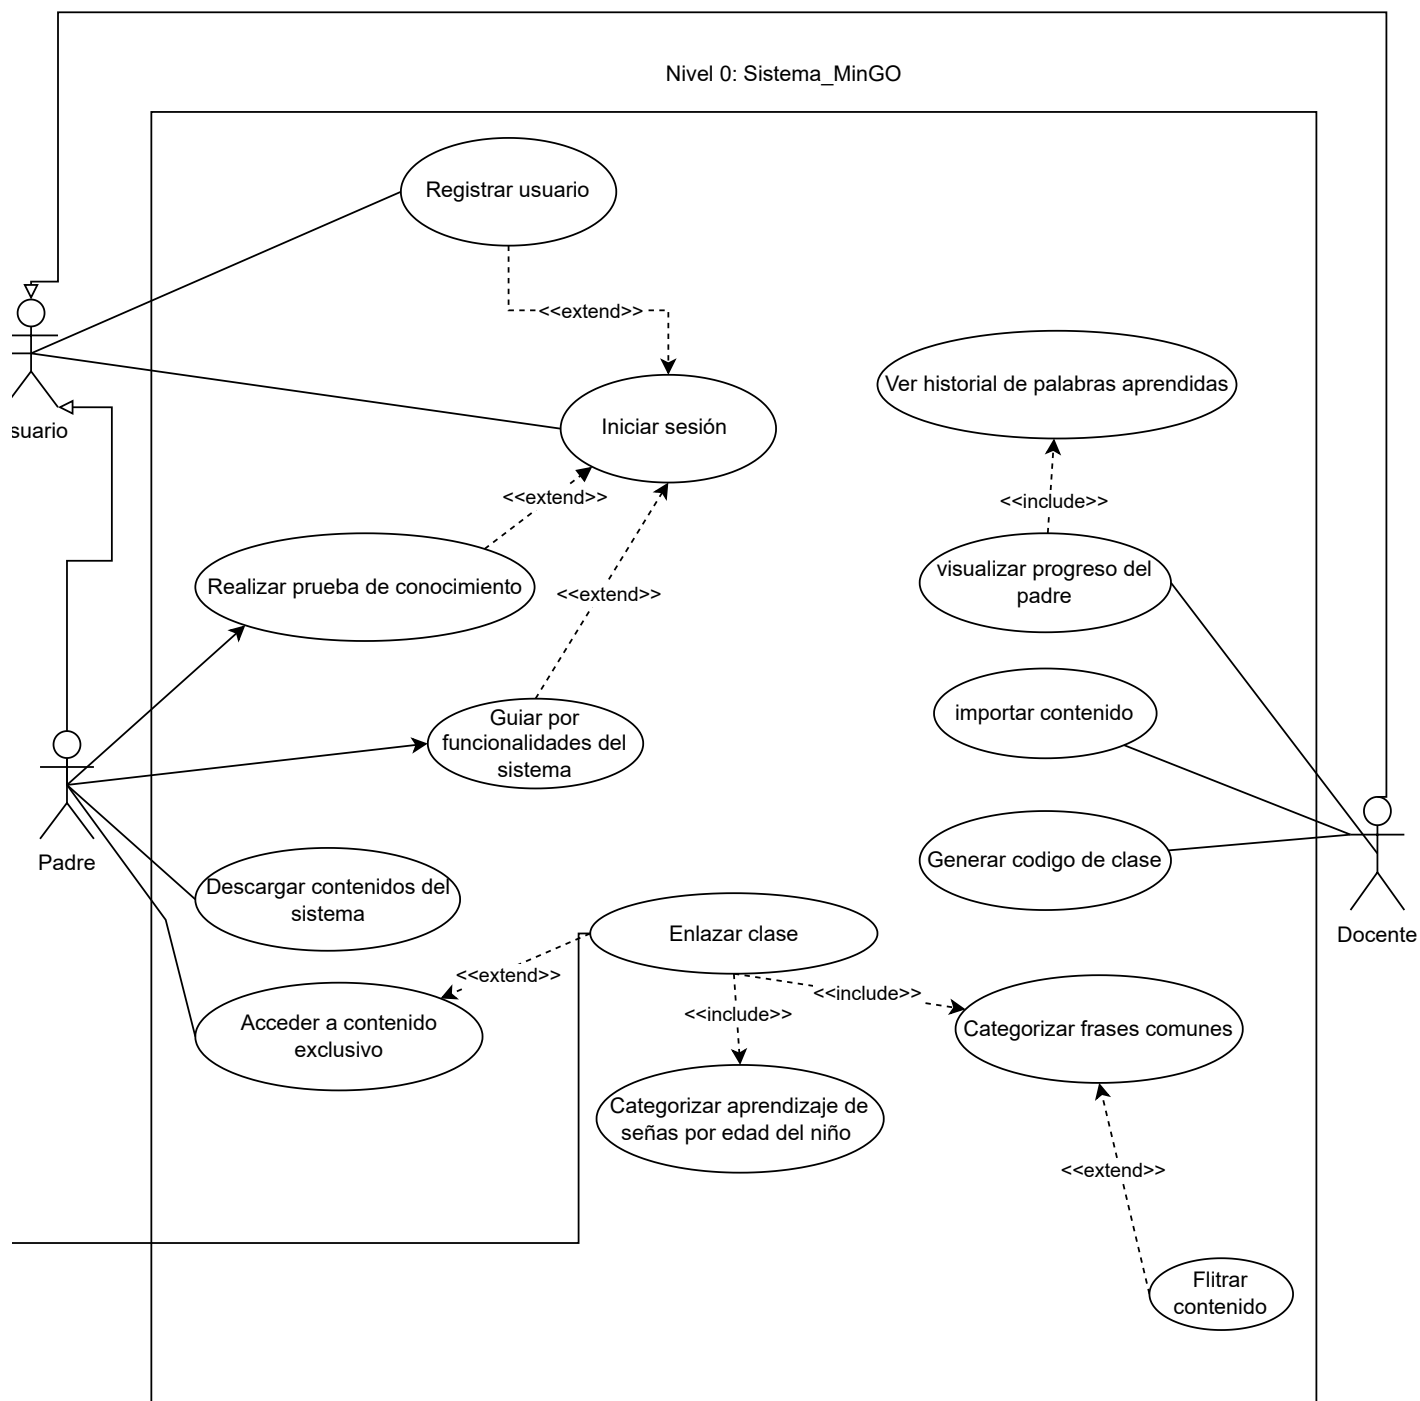 Nivel 0: Sistema_MinGO
Registrar usuario
<<extend>>
Ver historial de palabras aprendidas
Iniciar sesión
suario
<<extend>>
<<include>>
visualizar progreso del
padre
Realizar prueba de conocimiento
<<extend>>
Guiar por
funcionalidades del
sistema
importar contenido
Padre
Generar codigo de clase
Descargar contenidos del
sistema
Enlazar clase
Docente
<<extend>>
<<include>>
<<include>>
Acceder a contenido
exclusivo
Categorizar frases comunes
Categorizar aprendizaje de
señas por edad del niño
<<extend>>
Flitrar
contenido